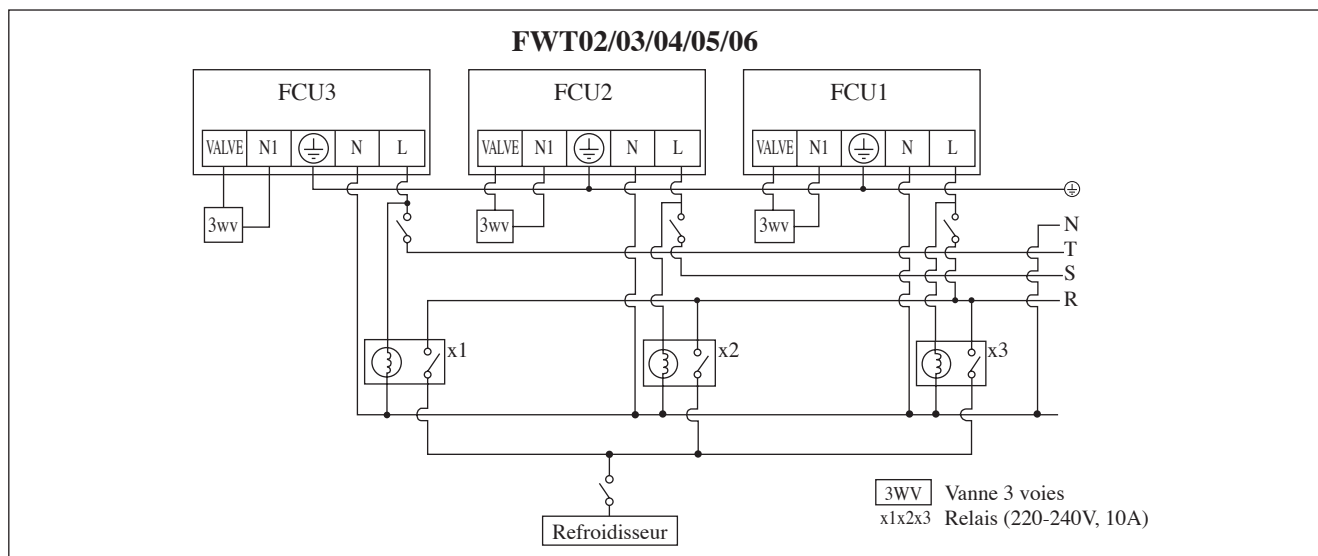 FWT02/03/04/05/06
FCU3 FCU2 FCU1
VALVE N1 N L VALVE N1 N L VALVE N1 N L
3wv 3wv 3wv
N
T
S
R
x1 x2 x3
3WV Vanne 3 voies
x1x2x3 Relais (220-240V, 10A)
Refroidisseur